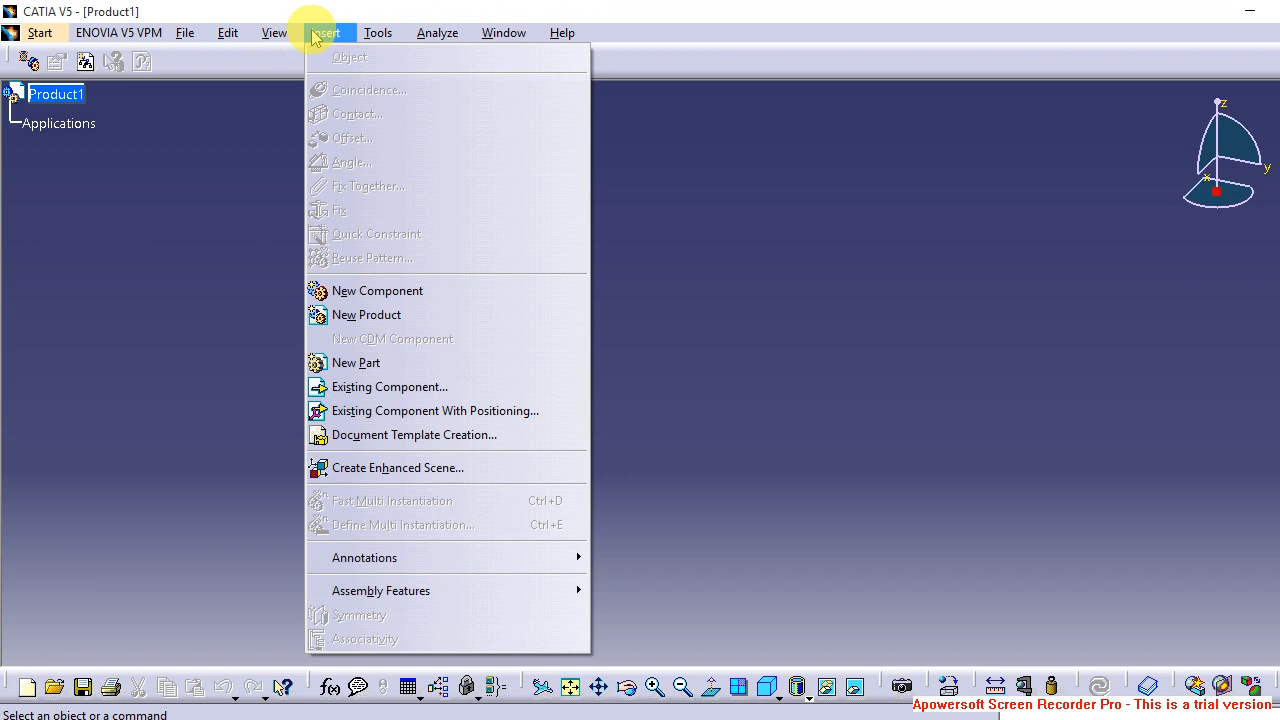 CATIA V5 - [Product1]
Start ENOVIA V5 VPM File Edit View Insert Tools Analyze Window Help
Object
Product1
Coincidence...
Contact...
Applications
Offset...
Angle...
Fix Together...
Fix
Quick Constraint
Reuse Pattern...
New Component
New Product
New CDM Component
New Part
Existing Component...
Existing Component With Positioning...
Document Template Creation...
Create Enhanced Scene...
Fast Multi Instantiation Ctrl+D
Define Multi Instantiation... Ctrl+E
Annotations
Assembly Features
Symmetry
Associativity
z
y
x
f(x)
Apowersoft Screen Recorder Pro - This is a trial version
Select an object or a command